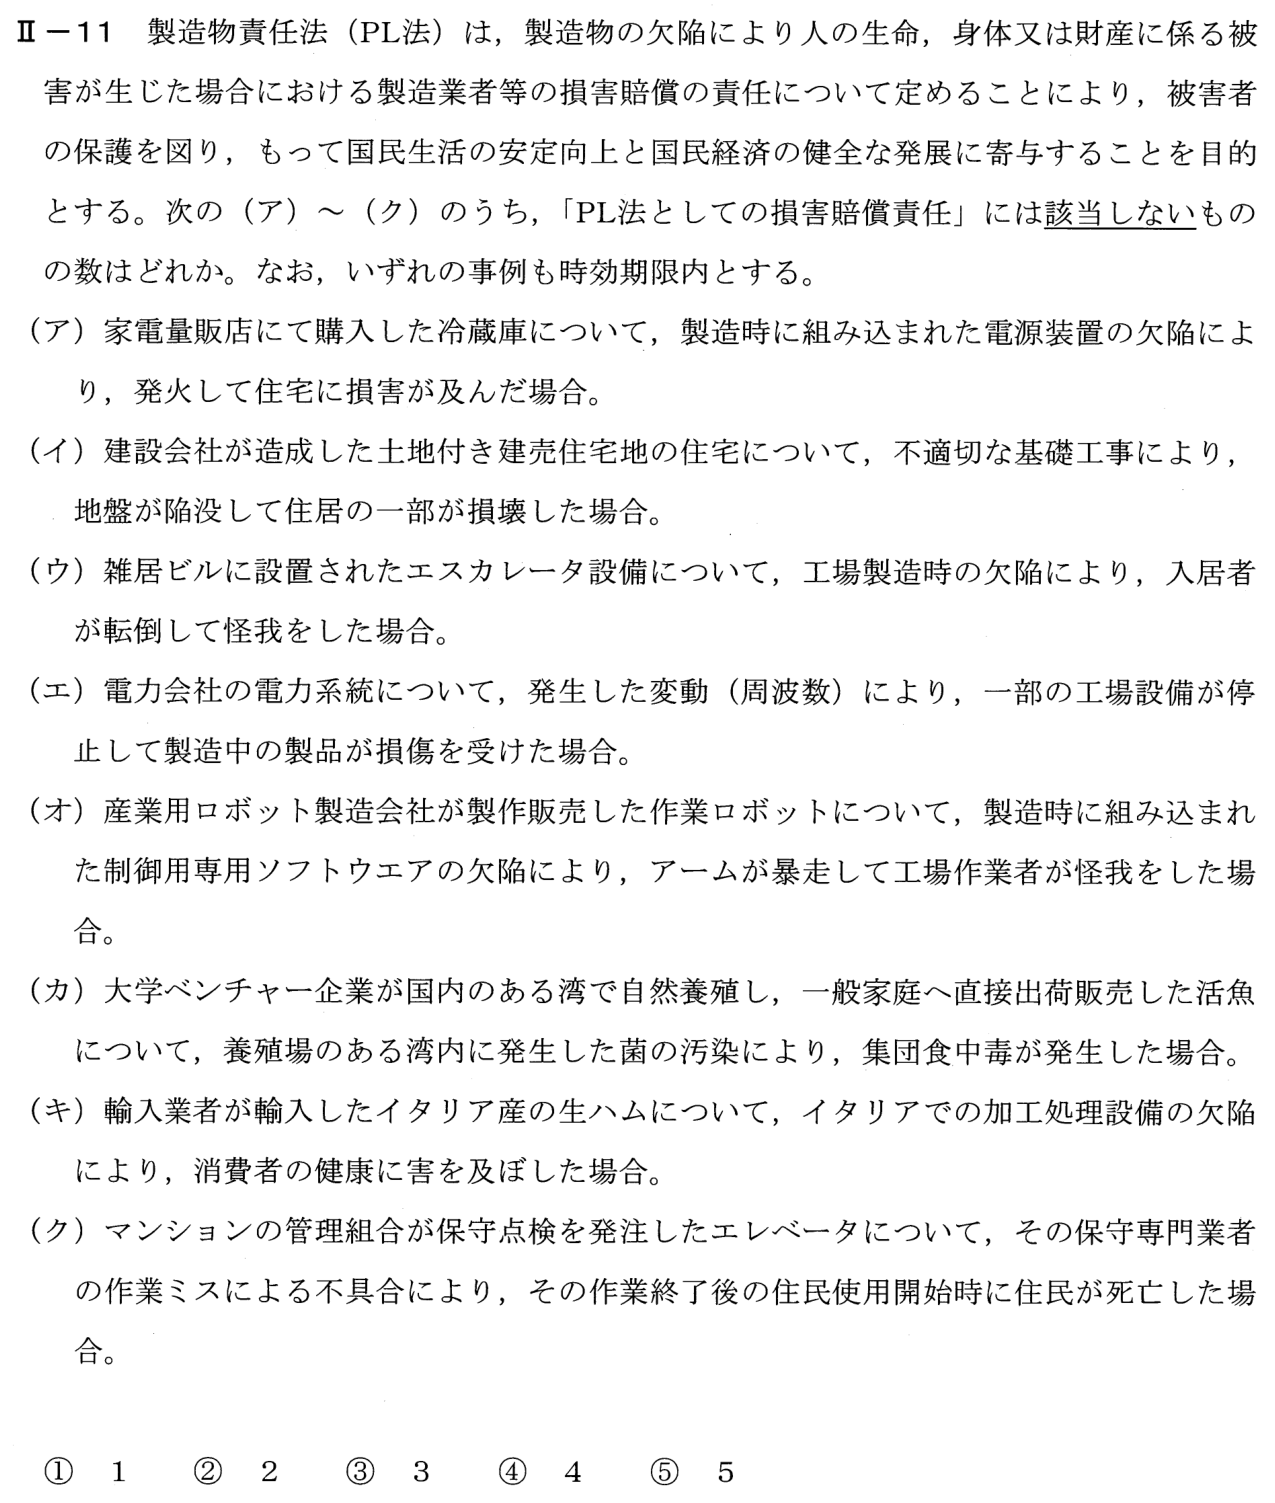 Ⅱ－11　製造物責任法（PL法）は，製造物の欠陥により人の生命，身体又は財産に係る被
害が生じた場合における製造業者等の損害賠償の責任について定めることにより，被害者
の保護を図り，もって国民生活の安定向上と国民経済の健全な発展に寄与することを目的
とする。次の（ア）～（ク）のうち，「PL法としての損害賠償責任」には該当しないもの
の数はどれか。なお，いずれの事例も時効期限内とする。
（ア）家電量販店にて購入した冷蔵庫について，製造時に組み込まれた電源装置の欠陥によ
り，発火して住宅に損害が及んだ場合。
（イ）建設会社が造成した土地付き建売住宅地の住宅について，不適切な基礎工事により，
地盤が陥没して住居の一部が損壊した場合。
（ウ）雑居ビルに設置されたエスカレータ設備について，工場製造時の欠陥により，入居者
が転倒して怪我をした場合。
（エ）電力会社の電力系統について，発生した変動（周波数）により，一部の工場設備が停
止して製造中の製品が損傷を受けた場合。
（オ）産業用ロボット製造会社が製作販売した作業ロボットについて，製造時に組み込まれ
た制御用専用ソフトウエアの欠陥により，アームが暴走して工場作業者が怪我をした場
合。
（カ）大学ベンチャー企業が国内のある湾で自然養殖し，一般家庭へ直接出荷販売した活魚
について，養殖場のある湾内に発生した菌の汚染により，集団食中毒が発生した場合。
（キ）輸入業者が輸入したイタリア産の生ハムについて，イタリアでの加工処理設備の欠陥
により，消費者の健康に害を及ぼした場合。
（ク）マンションの管理組合が保守点検を発注したエレベータについて，その保守専門業者
の作業ミスによる不具合により，その作業終了後の住民使用開始時に住民が死亡した場
合。
①　1　　②　2　　③　3　　④　4　　⑤　5